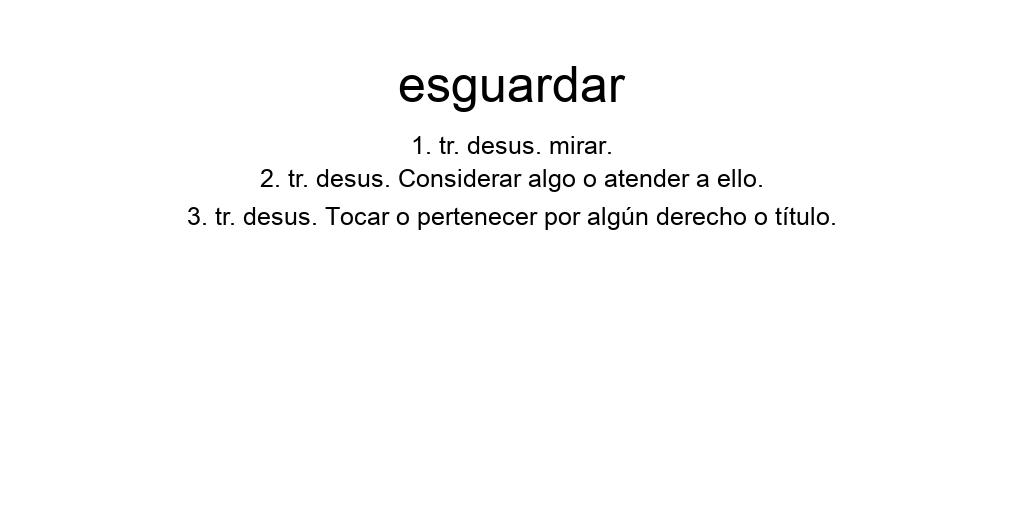 esguardar
1. tr. desus. mirar.
2. tr. desus. Considerar algo o atender a ello.
3. tr. desus. Tocar o pertenecer por algún derecho o título.